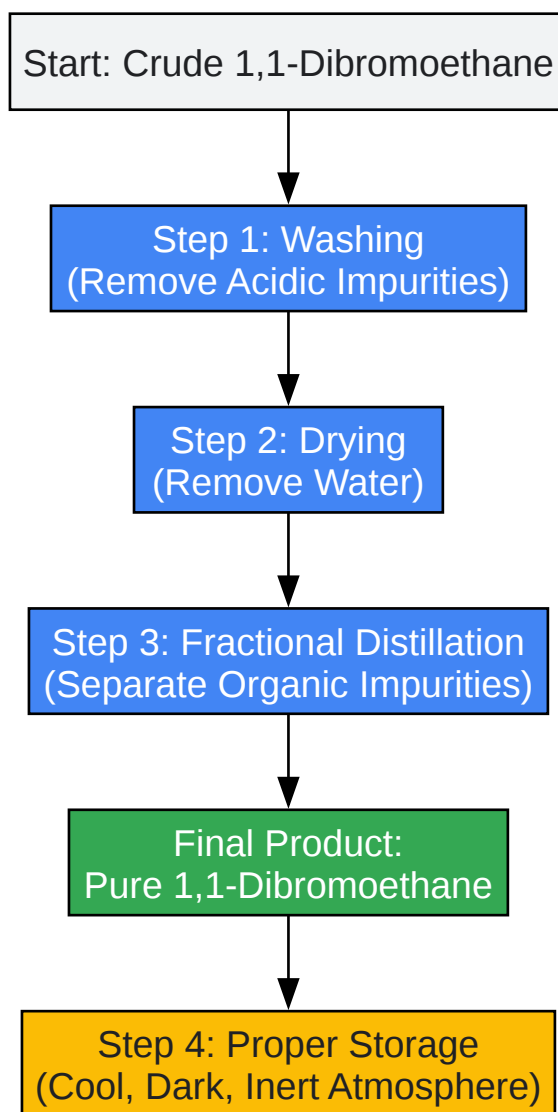 Start: Crude 1,1-Dibromoethane
Step 1: Washing
(Remove Acidic Impurities)
Step 2: Drying
(Remove Water)
Step 3: Fractional Distillation
(Separate Organic Impurities)
Final Product:
Pure 1,1-Dibromoethane
Step 4: Proper Storage
(Cool, Dark, Inert Atmosphere)